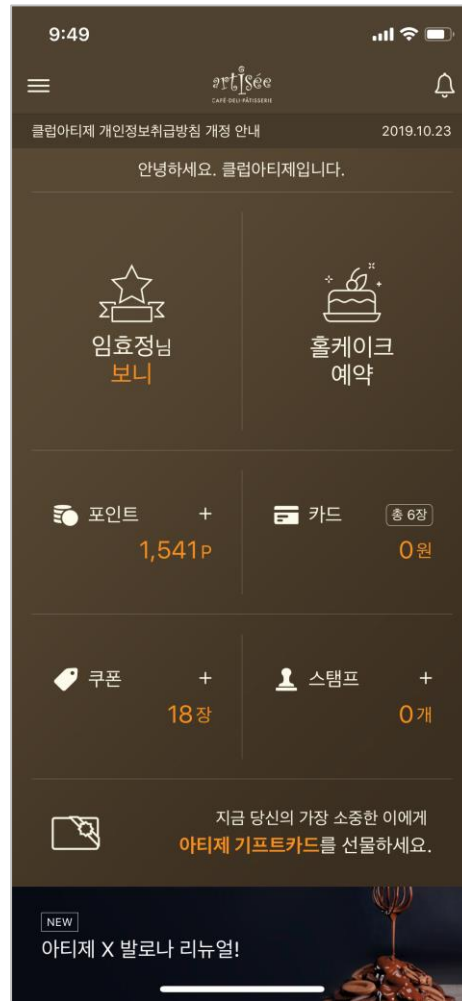 9:49
artisée
CAFÉ DELI PÂTISSERIE
클럽아티제 개인정보취급방침 개정 안내 2019.10.23
안녕하세요. 클럽아티제입니다.
임효정님
보니
홀케이크
예약
포인트 +
1,541P
카드 총 6장
0원
쿠폰 +
18장
스탬프 +
0개
지금 당신의 가장 소중한 이에게
아티제 기프트카드를 선물하세요.
NEW
아티제 X 발로나 리뉴얼!